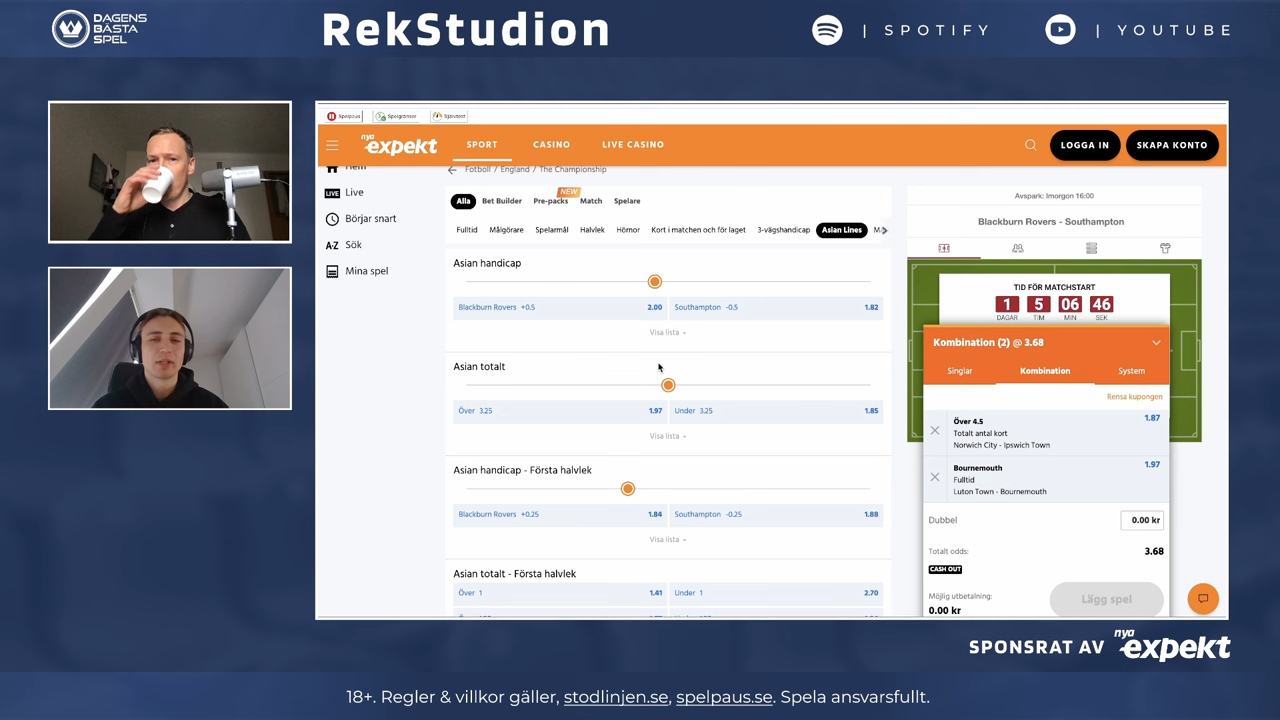 DAGENS
BÄSTA
SPEL
RekStudion
| SPOTIFY
| YOUTUBE
Spelpaus
Spelgränser
Självtest
nya
expekt
SPORT
CASINO
LIVE CASINO
LOGGA IN
SKAPA KONTO
Hem
LIVE Live
Börjar snart
A-Z Sök
Mina spel
Fotboll / England / The Championship
NEW
Alla Bet Builder Pre-packs Match Spelare
Fulltid Målgörare Spelarmål Halvlek Hörnor Kort i matchen och för laget 3-vägshandicap Asian Lines
Asian handicap
Blackburn Rovers +0.5 2.00 Southampton -0.5 1.82
Visa lista
Asian totalt
Över 3.25 1.97 Under 3.25 1.85
Visa lista
Asian handicap - Första halvlek
Blackburn Rovers +0.25 1.84 Southampton -0.25 1.88
Visa lista
Asian totalt - Första halvlek
Över 1 1.41 Under 1 2.70
Avspark: Imorgon 16:00
Blackburn Rovers - Southampton
TID FÖR MATCHSTART
1 5 06 46
DAGAR TIM MIN SEK
Kombination (2) @ 3.68
Singlar Kombination System
Rensa kupongen
Över 4.5 1.87
Totalt antal kort
Norwich City - Ipswich Town
Bournemouth 1.97
Fulltid
Luton Town - Bournemouth
Dubbel 0.00 kr
Totalt odds: 3.68
CASH OUT
Möjlig utbetalning:
0.00 kr
Lägg spel
SPONSRAT AV nya expekt
18+. Regler & villkor gäller, stodlinjen.se, spelpaus.se. Spela ansvarsfullt.